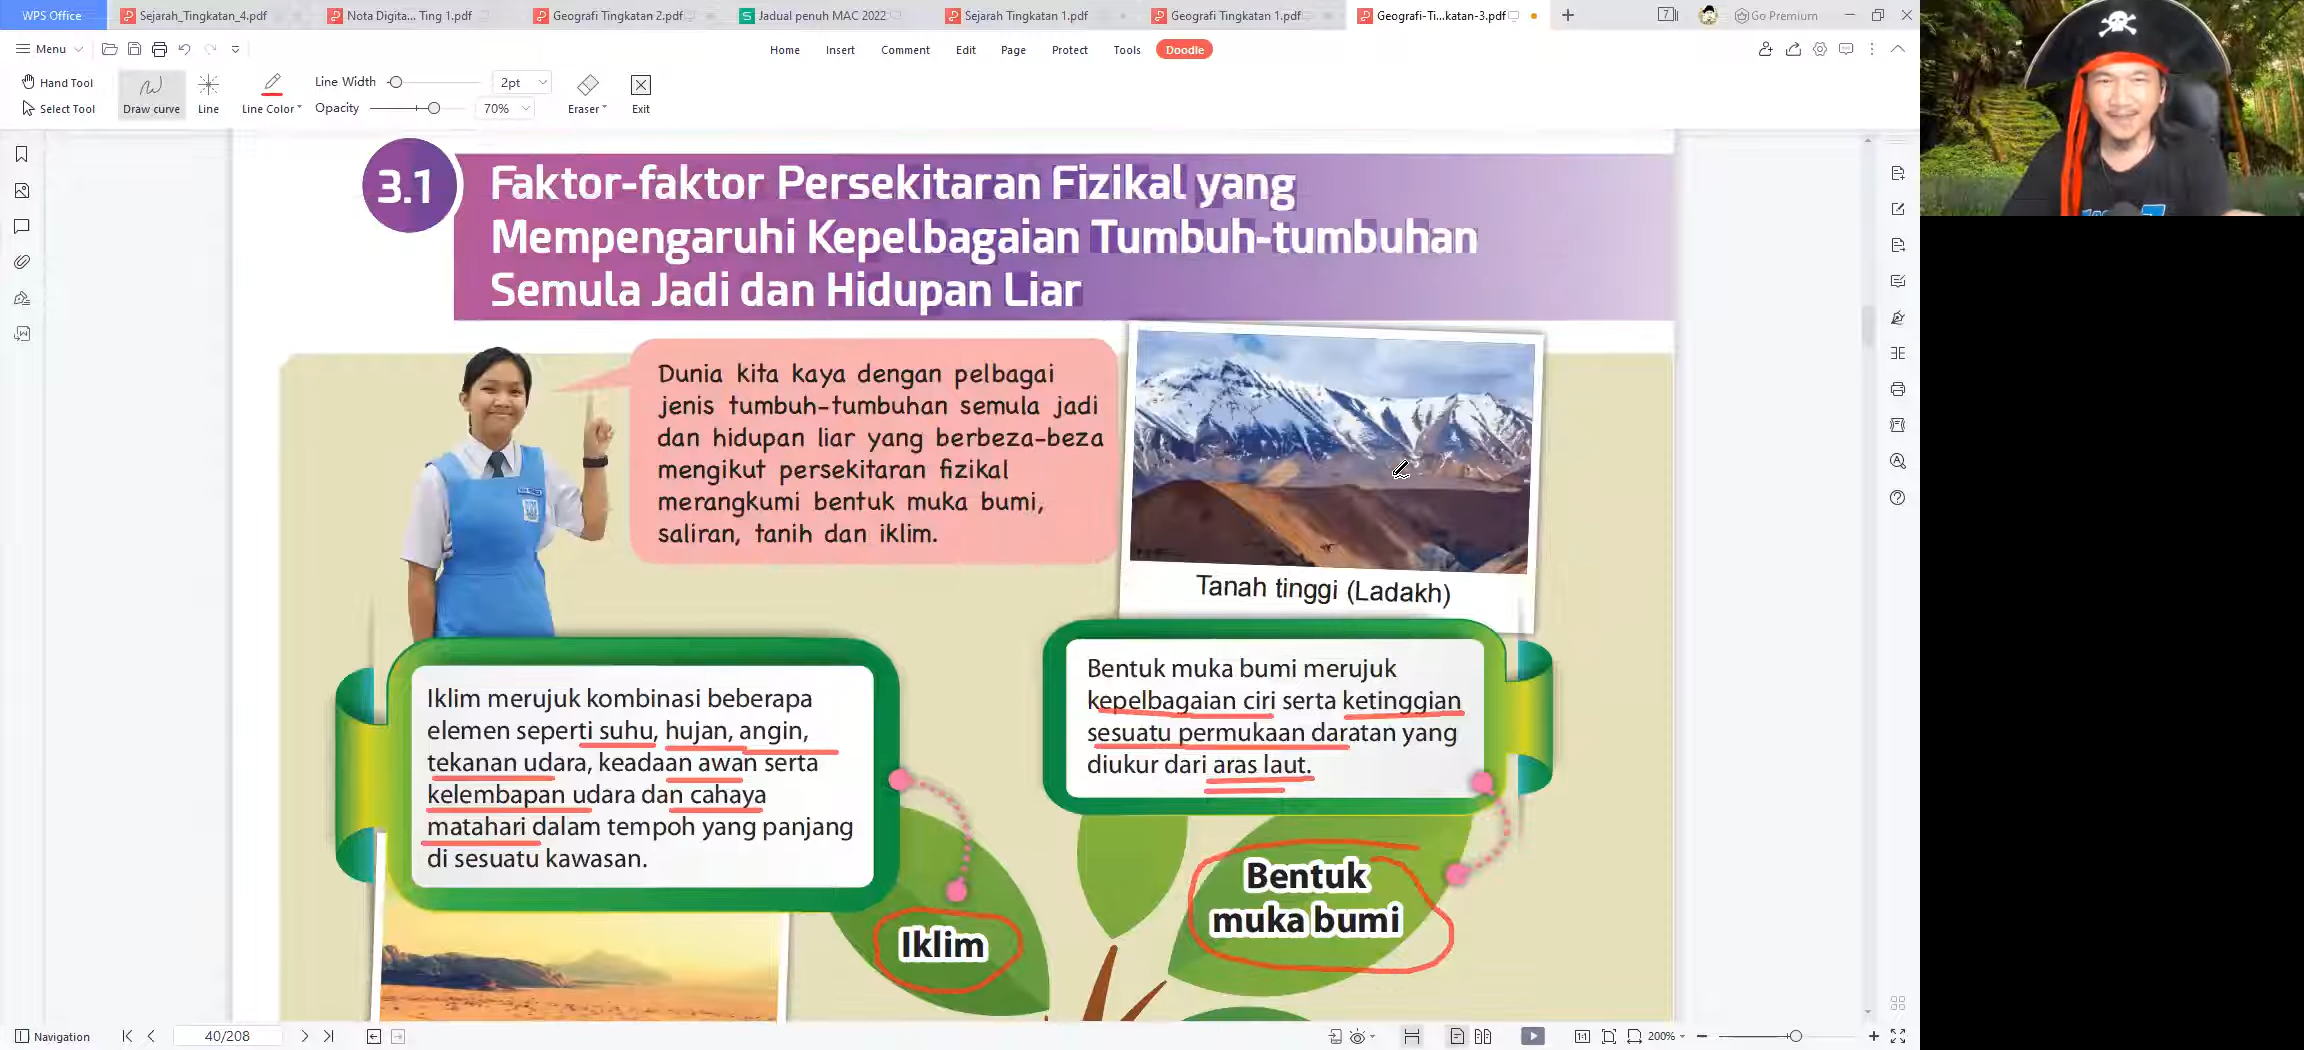 WPS Office
Sejarah_Tingkatan_4.pdf
Nota Digita... Ting 1.pdf
Geografi Tingkatan 2.pdf
Jadual penuh MAC 2022
Sejarah Tingkatan 1.pdf
Geografi Tingkatan 1.pdf
Geografi-Ti...katan-3.pdf
7
Go Premium
Menu
Home
Insert
Comment
Edit
Page
Protect
Tools
Doodle
Hand Tool
Select Tool
Draw curve
Line
Line Color
Line Width
2pt
Opacity
70%
Eraser
Exit
3.1
Faktor-faktor Persekitaran Fizikal yang
Mempengaruhi Kepelbagaian Tumbuh-tumbuhan
Semula Jadi dan Hidupan Liar
Dunia kita kaya dengan pelbagai
jenis tumbuh-tumbuhan semula jadi
dan hidupan liar yang berbeza-beza
mengikut persekitaran fizikal
merangkumi bentuk muka bumi,
saliran, tanih dan iklim.
Tanah tinggi (Ladakh)
Iklim merujuk kombinasi beberapa
elemen seperti suhu, hujan, angin,
tekanan udara, keadaan awan serta
kelembapan udara dan cahaya
matahari dalam tempoh yang panjang
di sesuatu kawasan.
Bentuk muka bumi merujuk
kepelbagaian ciri serta ketinggian
sesuatu permukaan daratan yang
diukur dari aras laut.
Iklim
Bentuk
muka bumi
Navigation
40/208
200%